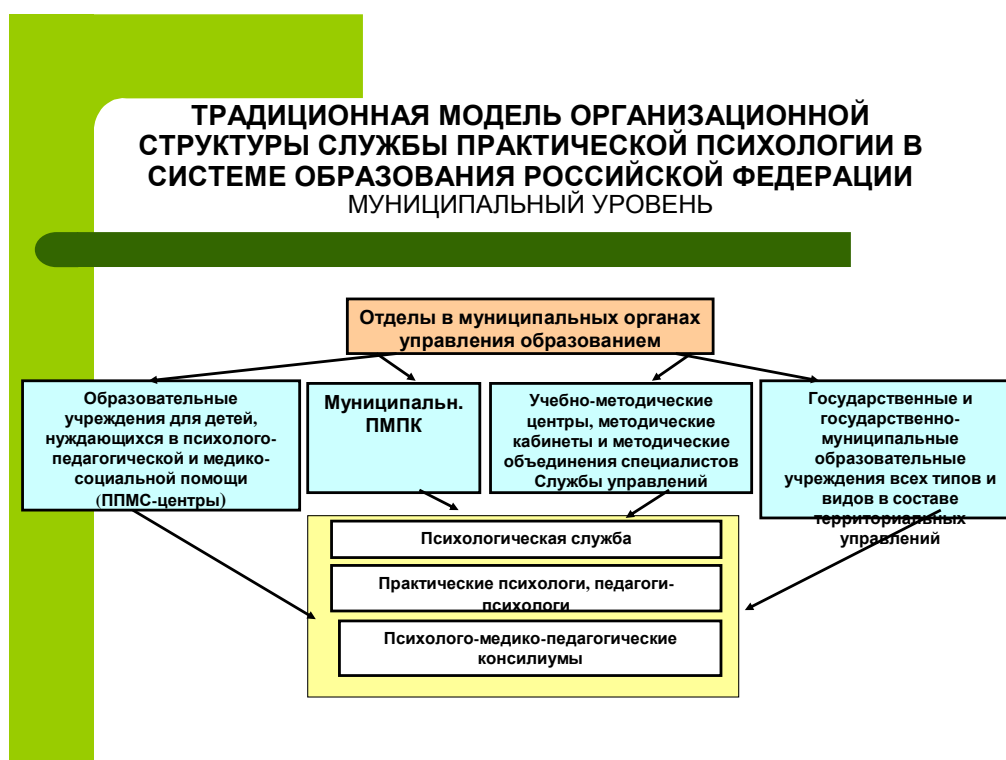 ТРАДИЦИОННАЯ МОДЕЛЬ ОРГАНИЗАЦИОННОЙ
СТРУКТУРЫ СЛУЖБЫ ПРАКТИЧЕСКОЙ ПСИХОЛОГИИ В
СИСТЕМЕ ОБРАЗОВАНИЯ РОССИЙСКОЙ ФЕДЕРАЦИИ
МУНИЦИПАЛЬНЫЙ УРОВЕНЬ
Отделы в муниципальных органах
управления образованием
Образовательные
учреждения для детей,
нуждающихся в психолого-
педагогической и медико-
социальной помощи
(ППМС-центры)
Муниципальн.
ПМПК
Учебно-методические
центры, методические
кабинеты и методические
объединения специалистов
Службы управлений
Государственные и
государственно-
муниципальные
образовательные
учреждения всех типов и
видов в составе
территориальных
управлений
Психологическая служба
Практические психологи, педагоги-
психологи
Психолого-медико-педагогические
консилиумы